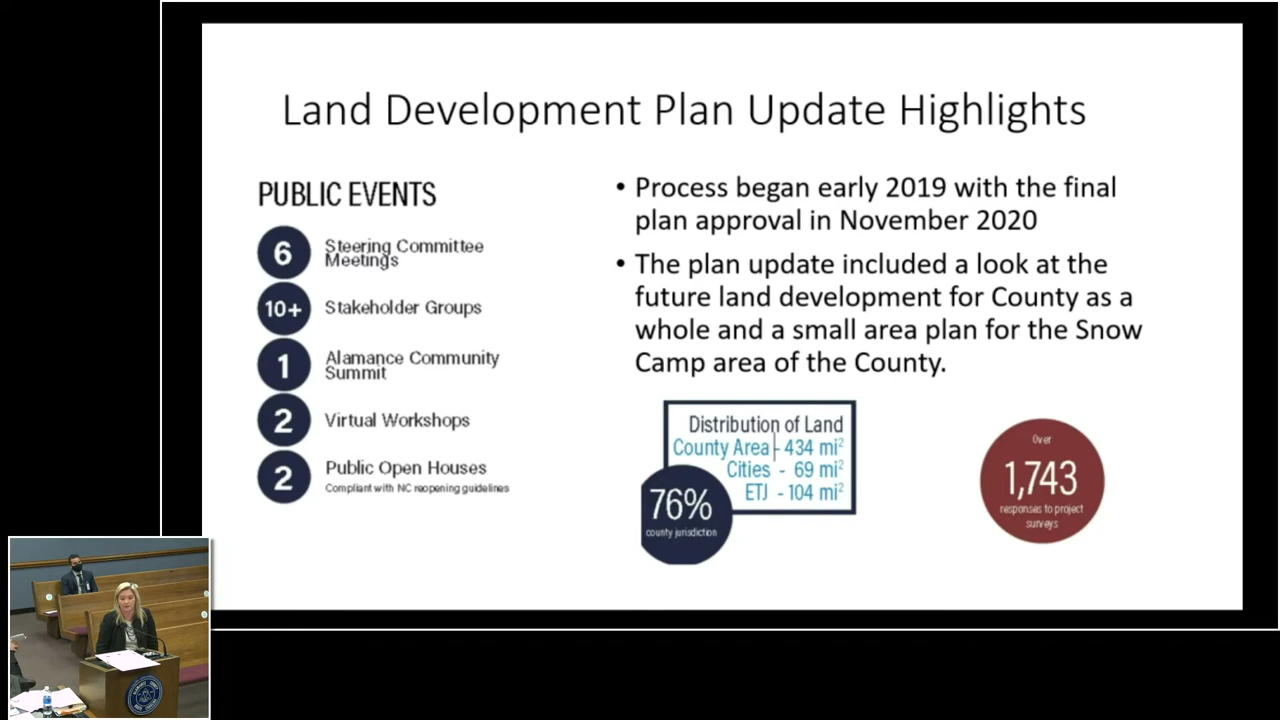 Land Development Plan Update Highlights
PUBLIC EVENTS
6
Steering Committee
Meetings
10+
Stakeholder Groups
1
Alamance Community
Summit
2
Virtual Workshops
2
Public Open Houses
Compliant with NC reopening guidelines
• Process began early 2019 with the final
plan approval in November 2020
• The plan update included a look at the
future land development for County as a
whole and a small area plan for the Snow
Camp area of the County.
Distribution of Land
County Area - 434 mi²
Cities - 69 mi²
ETJ - 104 mi²
76%
county jurisdiction
Over
1,743
responses to project
surveys